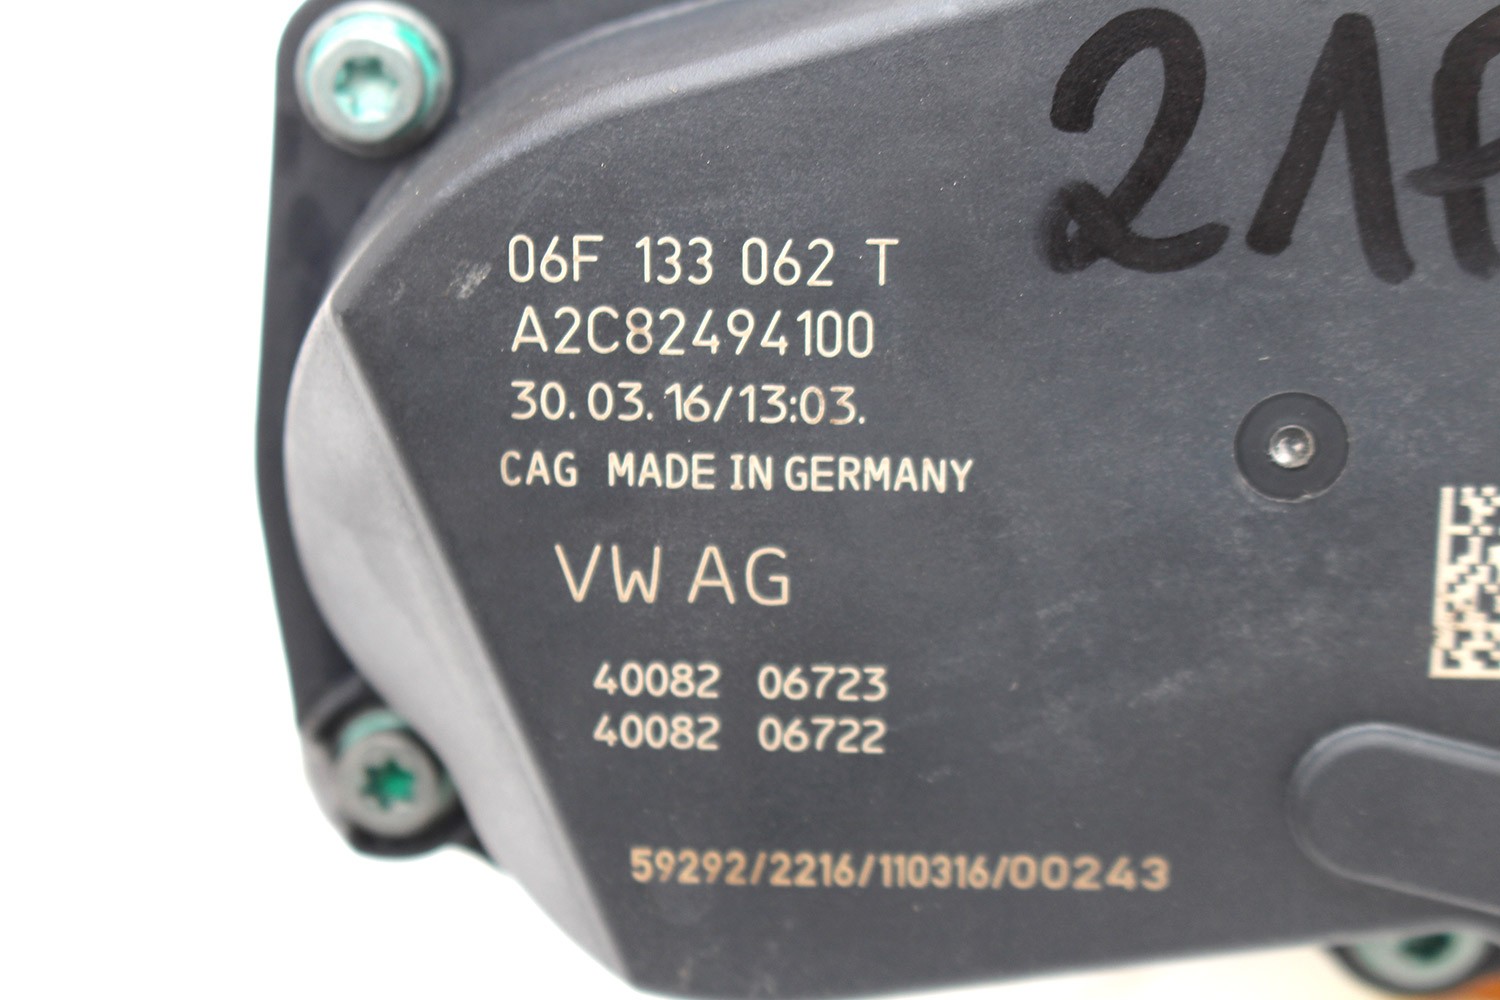 21
06F 133 062 T
A2C82494100
30.03.16/13:03.
CAG MADE IN GERMANY
VW AG
40082 06723
40082 06722
59292/2216/110316/00243